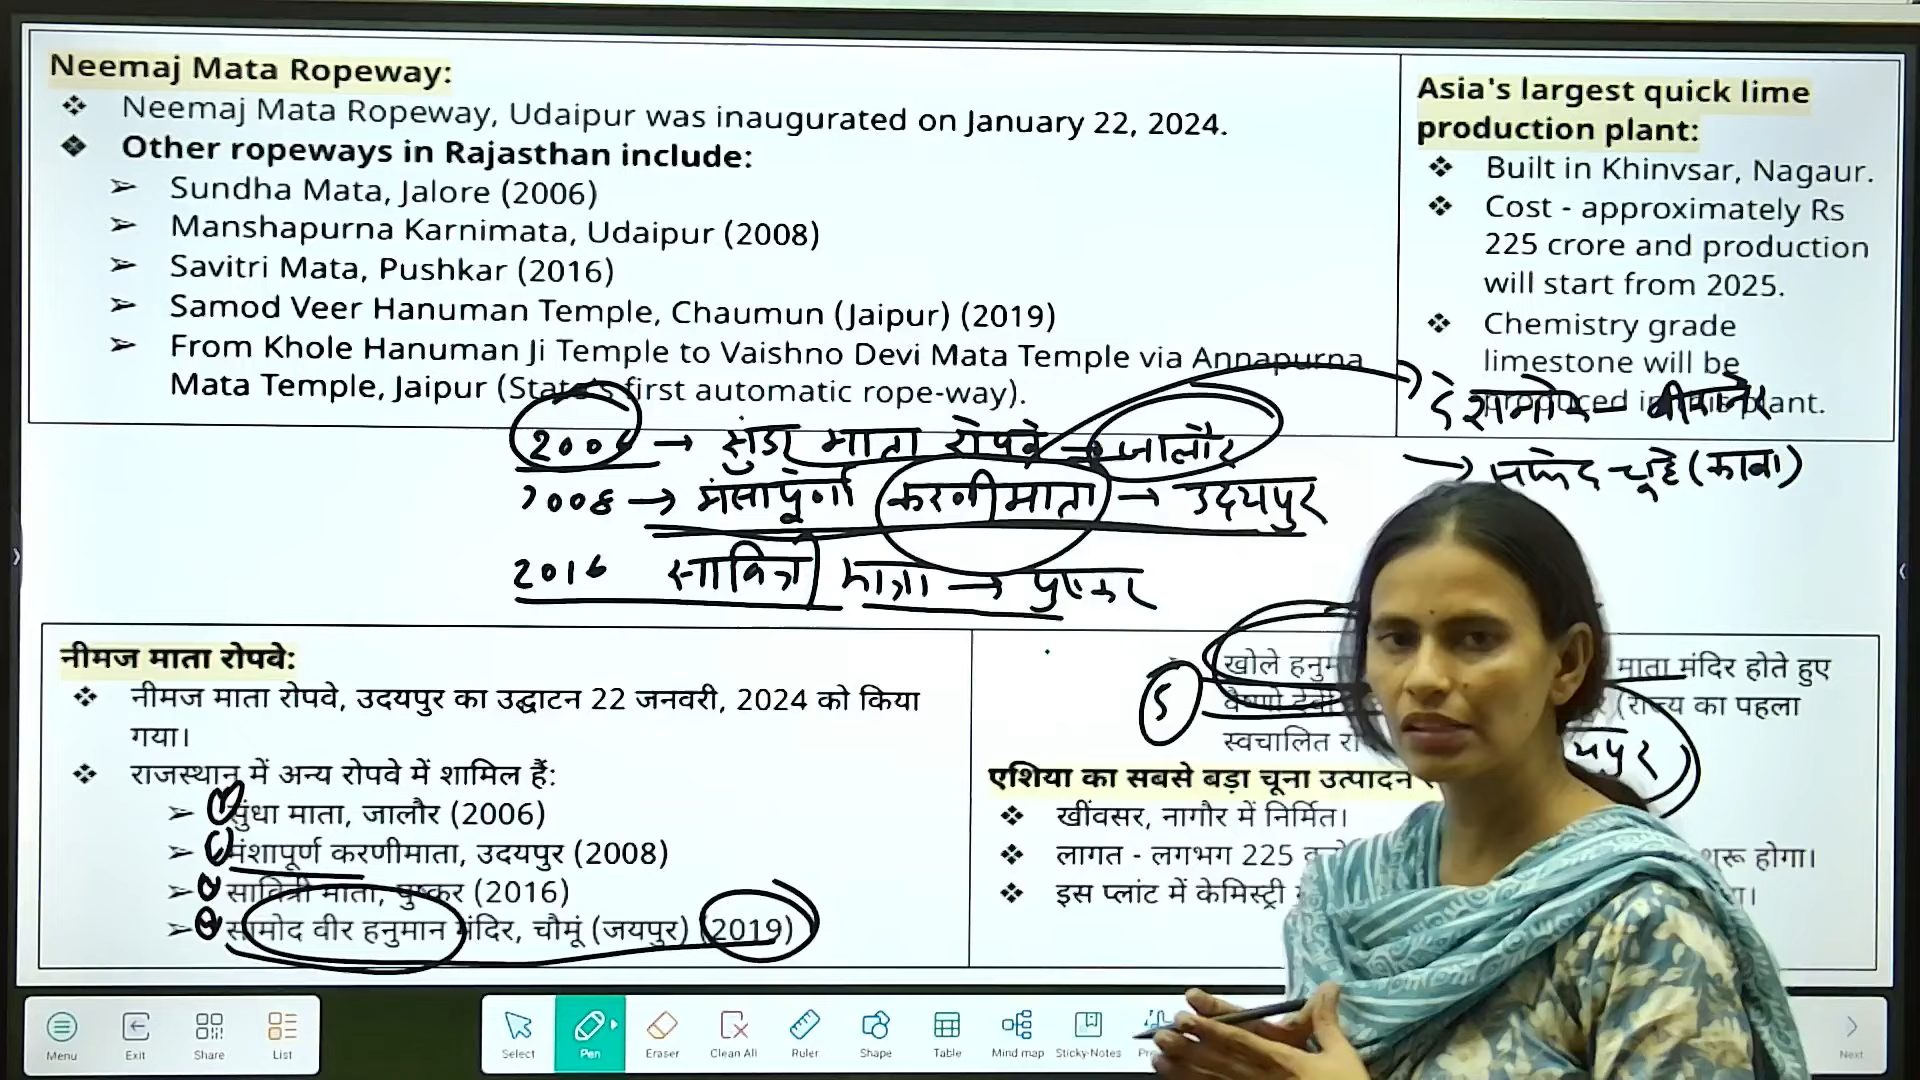 Neemaj Mata Ropeway:
❖ Neemaj Mata Ropeway, Udaipur was inaugurated on January 22, 2024.
❖ Other ropeways in Rajasthan include:
➢ Sundha Mata, Jalore (2006)
➢ Manshapurna Karnimata, Udaipur (2008)
➢ Savitri Mata, Pushkar (2016)
➢ Samod Veer Hanuman Temple, Chaumun (Jaipur) (2019)
➢ From Khole Hanuman Ji Temple to Vaishno Devi Mata Temple via Annapurna
Mata Temple, Jaipur (State's first automatic rope-way).
Asia's largest quick lime
production plant:
❖ Built in Khinvsar, Nagaur.
❖ Cost - approximately Rs
225 crore and production
will start from 2025.
❖ Chemistry grade
limestone will be
produced in plant.
देशनोक - बीकानेर
→ सफेद चूहे (काबा)
2006 → सुंडा माता रोपवे → जालौर
2008 → मंसापूर्णा करणीमाता → उदयपुर
2016 सावित्री माता → पुष्कर
नीमज माता रोपवे:
❖ नीमज माता रोपवे, उदयपुर का उद्घाटन 22 जनवरी, 2024 को किया
गया।
❖ राजस्थान में अन्य रोपवे में शामिल हैं:
➢ सुंधा माता, जालौर (2006)
➢ मंशापूर्ण करणीमाता, उदयपुर (2008)
➢ सावित्री माता, पुष्कर (2016)
➢ सामोद वीर हनुमान मंदिर, चौमूं (जयपुर) (2019)
खोले माता मंदिर होते हुए
5 वैष्णो देवी (राज्य का पहला
स्वचालित
यपुर
एशिया का सबसे बड़ा चूना उत्पादन
❖ खींवसर, नागौर में निर्मित।
❖ लागत - लगभग 225 शुरू होगा।
❖ इस प्लांट में केमिस्ट्री
Menu Exit Share List Select Pen Eraser Clean All Ruler Shape Table Mind map Sticky Notes Next